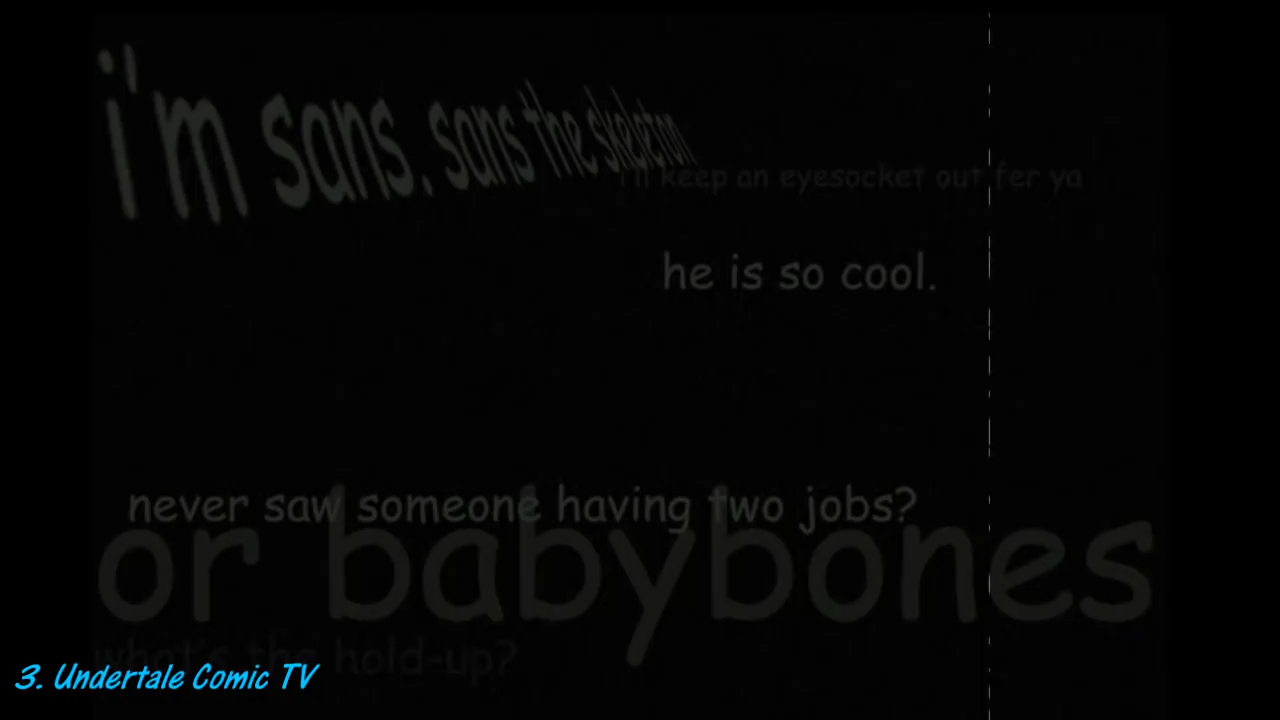 i'm sans. sans the skeleton
i'll keep an eyesocket out fer ya
he is so cool.
never saw someone having two jobs?
or babybones
what's the hold-up?
3. Undertale Comic TV